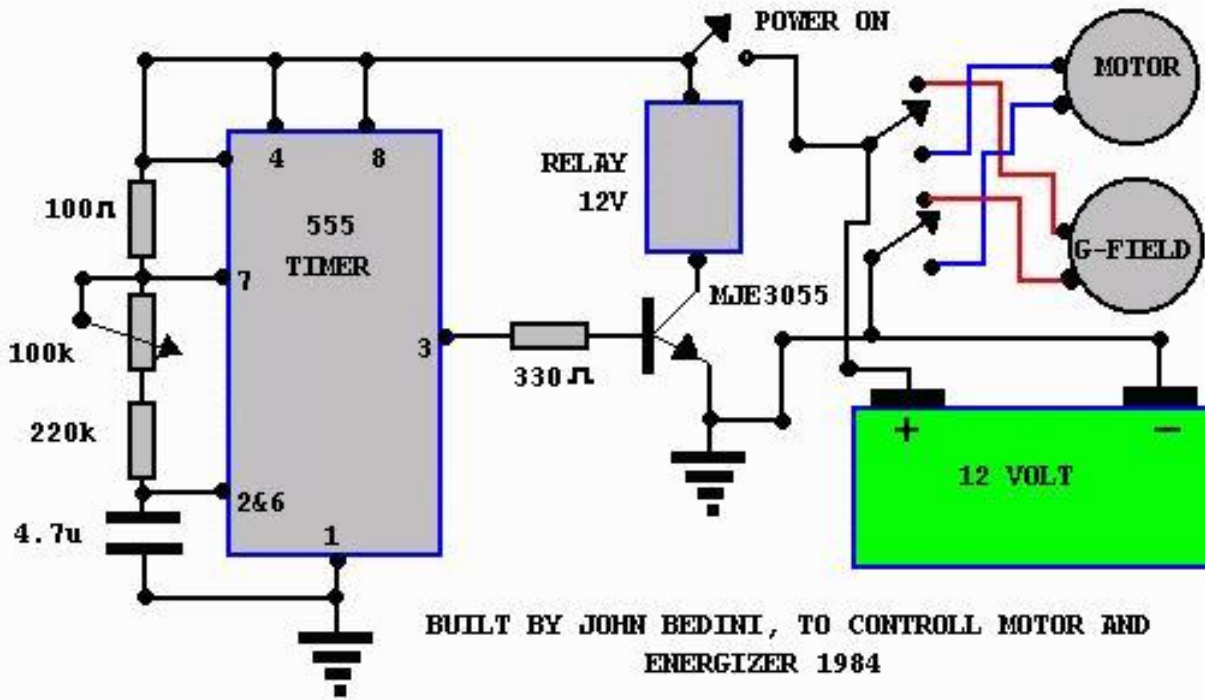 POWER ON
MOTOR
4 8
RELAY
12V
100Ω
555
TIMER
G-FIELD
7
MJE3055
100k
3
330Ω
220k
+ −
12 VOLT
2&6
4.7u
1
BUILT BY JOHN BEDINI, TO CONTROLL MOTOR AND
ENERGIZER 1984